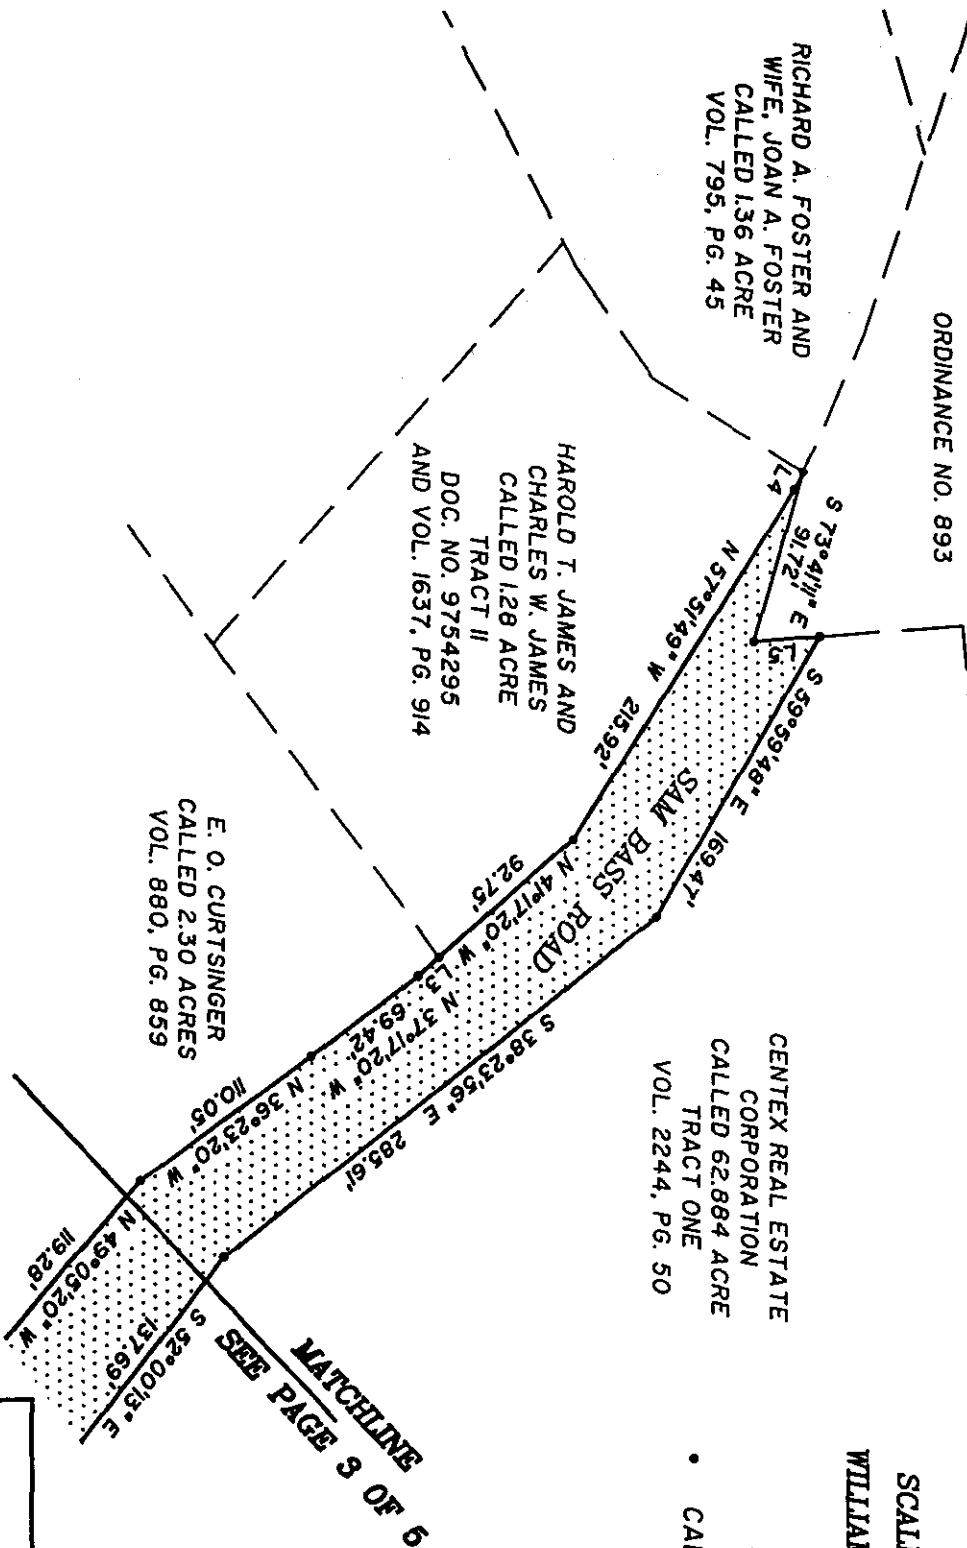 ORDINANCE NO. 893
RICHARD A. FOSTER AND
WIFE, JOAN A. FOSTER
CALLED 1.36 ACRE
VOL. 795, PG. 45
L4
S 73°41'11" E
91.72'
L5
S 59°59'48" E 169.47'
N 57°51'49" W 215.92'
SAM BASS ROAD
HAROLD T. JAMES AND
CHARLES W. JAMES
CALLED 1.28 ACRE
TRACT II
DOC. NO. 9754295
AND VOL. 1637, PG. 914
N 41°17'20" W
92.75'
L3
N 37°17'20" W
69.42'
S 38°23'56" E 285.61'
N 36°23'20" W
110.05'
E. O. CURTSINGER
CALLED 2.30 ACRES
VOL. 880, PG. 859
CENTEX REAL ESTATE
CORPORATION
CALLED 62.884 ACRE
TRACT ONE
VOL. 2244, PG. 50
N 49°05'20" W
119.28'
S 52°00'13" E
137.69'
MATCHLINE
SEE PAGE 3 OF 5